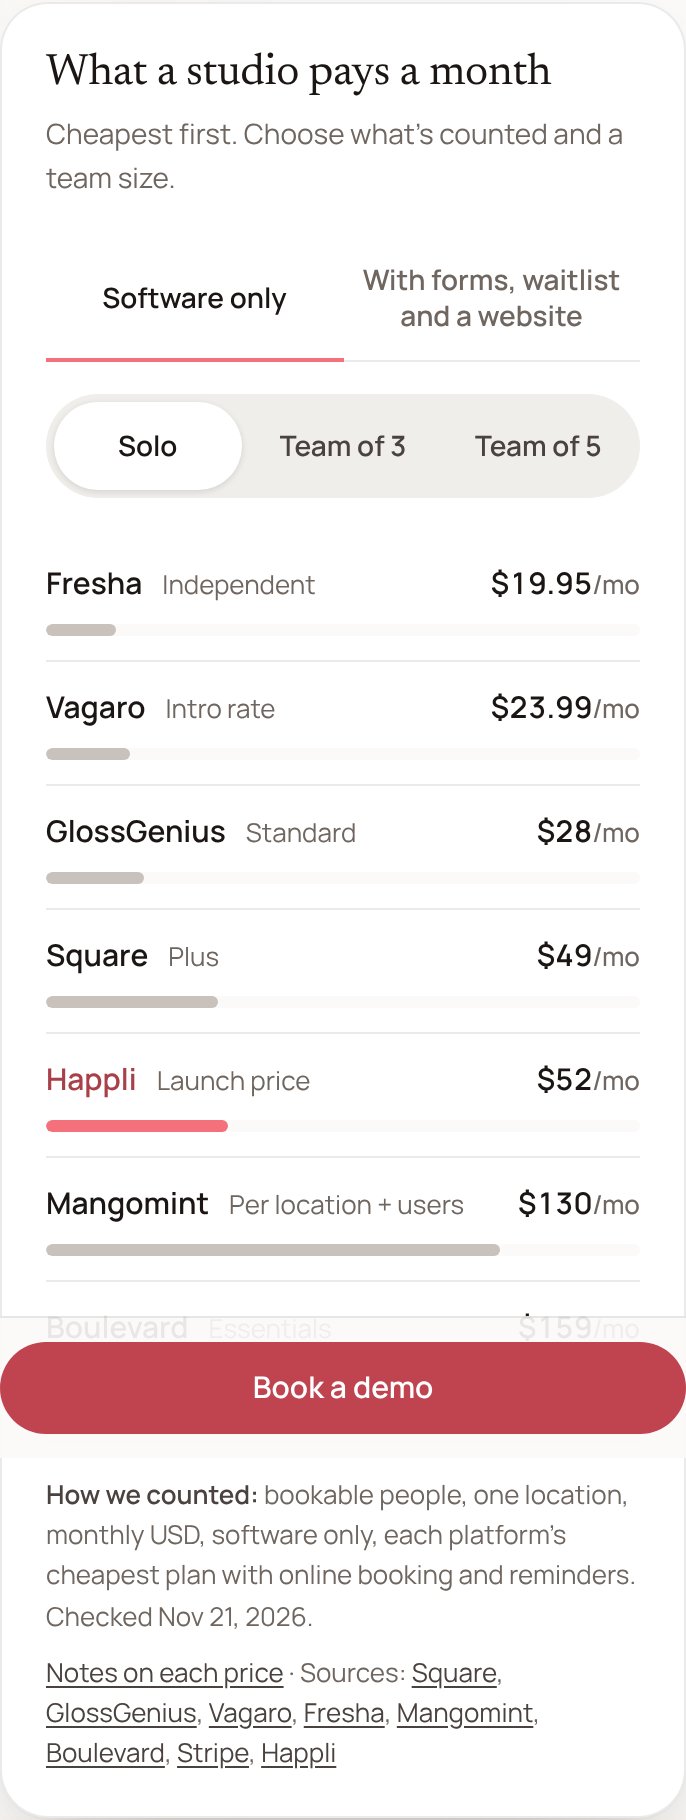 What a studio pays a month
Cheapest first. Choose what's counted and a
team size.
Software only
With forms, waitlist
and a website
Solo
Team of 3
Team of 5
Fresha Independent $19.95/mo
Vagaro Intro rate $23.99/mo
GlossGenius Standard $28/mo
Square Plus $49/mo
Happli Launch price $52/mo
Mangomint Per location + users $130/mo
Boulevard Essentials $159/mo
Book a demo
How we counted: bookable people, one location,
monthly USD, software only, each platform's
cheapest plan with online booking and reminders.
Checked Nov 21, 2026.
Notes on each price · Sources: Square,
GlossGenius, Vagaro, Fresha, Mangomint,
Boulevard, Stripe, Happli